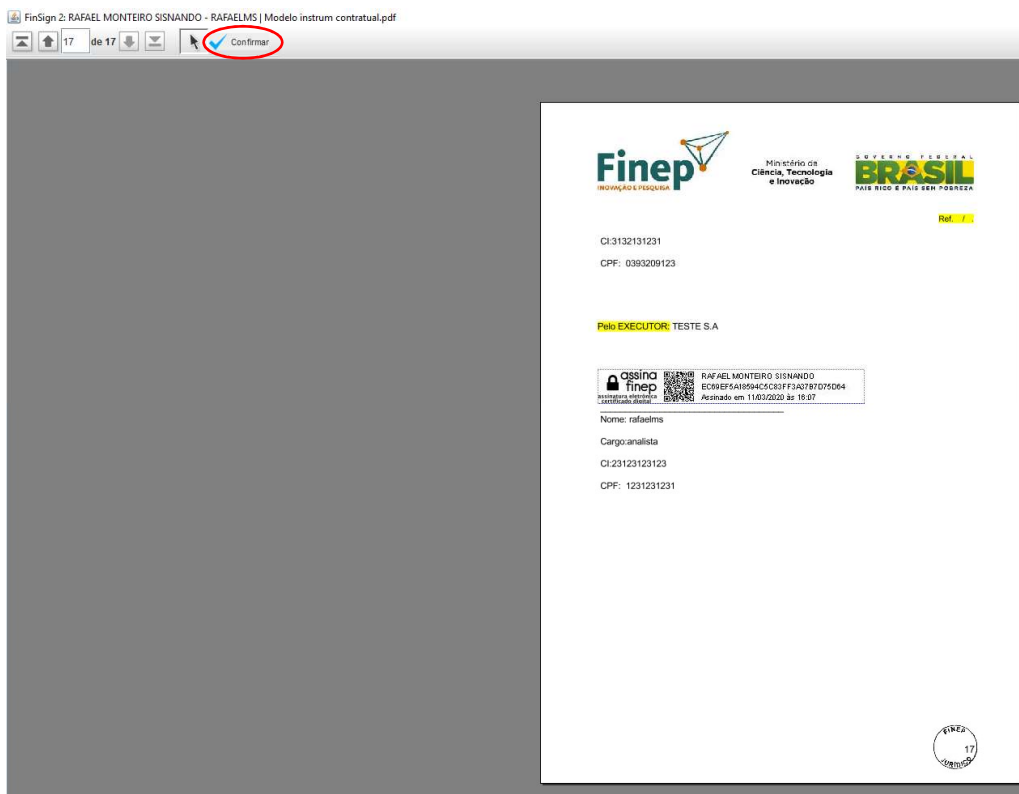 FinSign 2: RAFAEL MONTEIRO SISNANDO - RAFAELMS | Modelo instrum contratual.pdf
17 de 17 Confirmar
Finep
INOVAÇÃO E PESQUISA
Ministério da
Ciência, Tecnologia
e Inovação
GOVERNO FEDERAL
BRASIL
PAÍS RICO É PAÍS SEM POBREZA
Ref. / .
CI:3132131231
CPF: 0393209123
Pelo EXECUTOR: TESTE S.A
assina
finep
assinatura eletrônica
certificado digital
RAFAEL MONTEIRO SISNANDO
EC69EF5A18594C5C83FF3A37B7D75D64
Assinado em 11/03/2020 às 16:07
Nome: rafaelms
Cargo:analista
CI:23123123123
CPF: 1231231231
FINEP
17
JURÍDICO